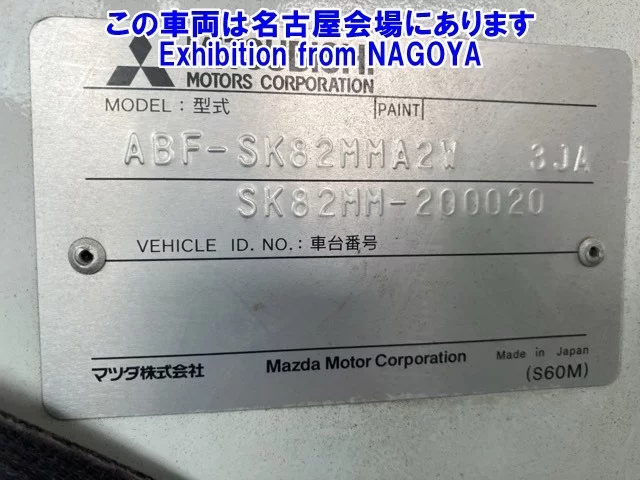 この車両は名古屋会場にあります
Exhibition from NAGOYA
MOTORS CORPORATION
MODEL : 型式 PAINT
ABF-SK82MMA2W 3JA
SK82MM-200020
VEHICLE ID. NO. : 車台番号
マツダ株式会社 Mazda Motor Corporation Made in Japan
(S60M)